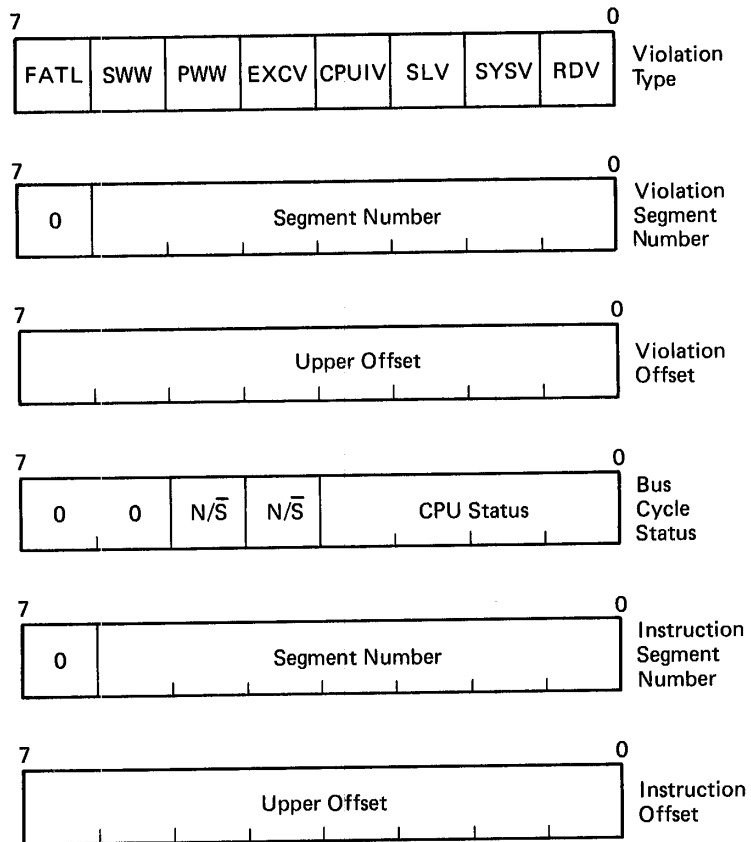 7 0
FATL SWW PWW EXCV CPUIV SLV SYSV RDV
Violation
Type
7 0
0 Segment Number
Violation
Segment
Number
7 0
Upper Offset
Violation
Offset
7 0
0 0 N/S̅ N/S̅ CPU Status
Bus
Cycle
Status
7 0
0 Segment Number
Instruction
Segment
Number
7 0
Upper Offset
Instruction
Offset